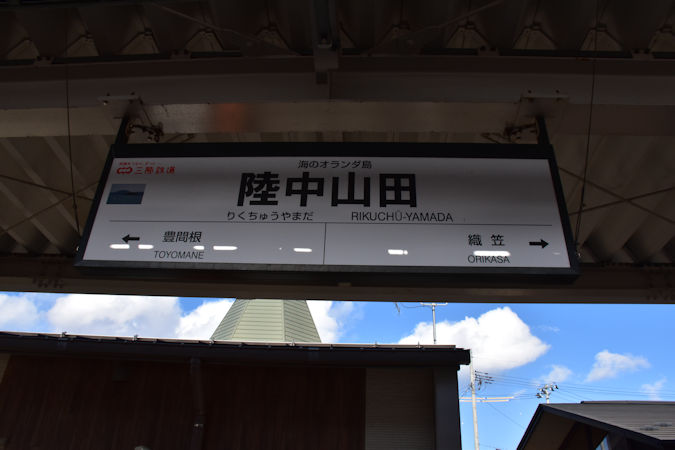 海のオランダ島
三陸鉄道
陸中山田
りくちゅうやまだ RIKUCHŪ-YAMADA
← 豊間根 織笠 →
TOYOMANE ORIKASA